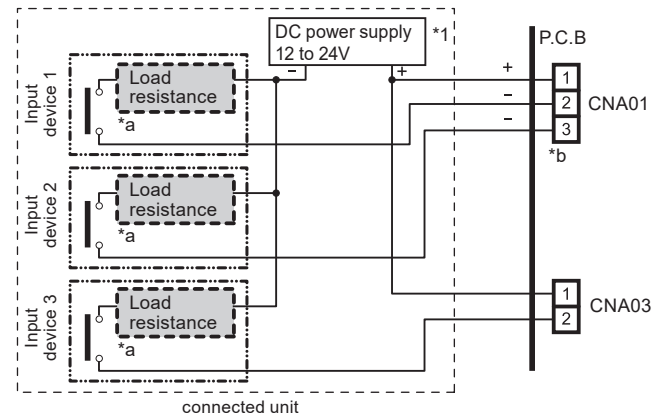 DC power supply
12 to 24V
*1
–
+
P.C.B
Input
device 1
Load
resistance
*a
+
–
–
1
2
3
CNA01
*b
Input
device 2
Load
resistance
*a
Input
device 3
Load
resistance
*a
1
2
CNA03
connected unit